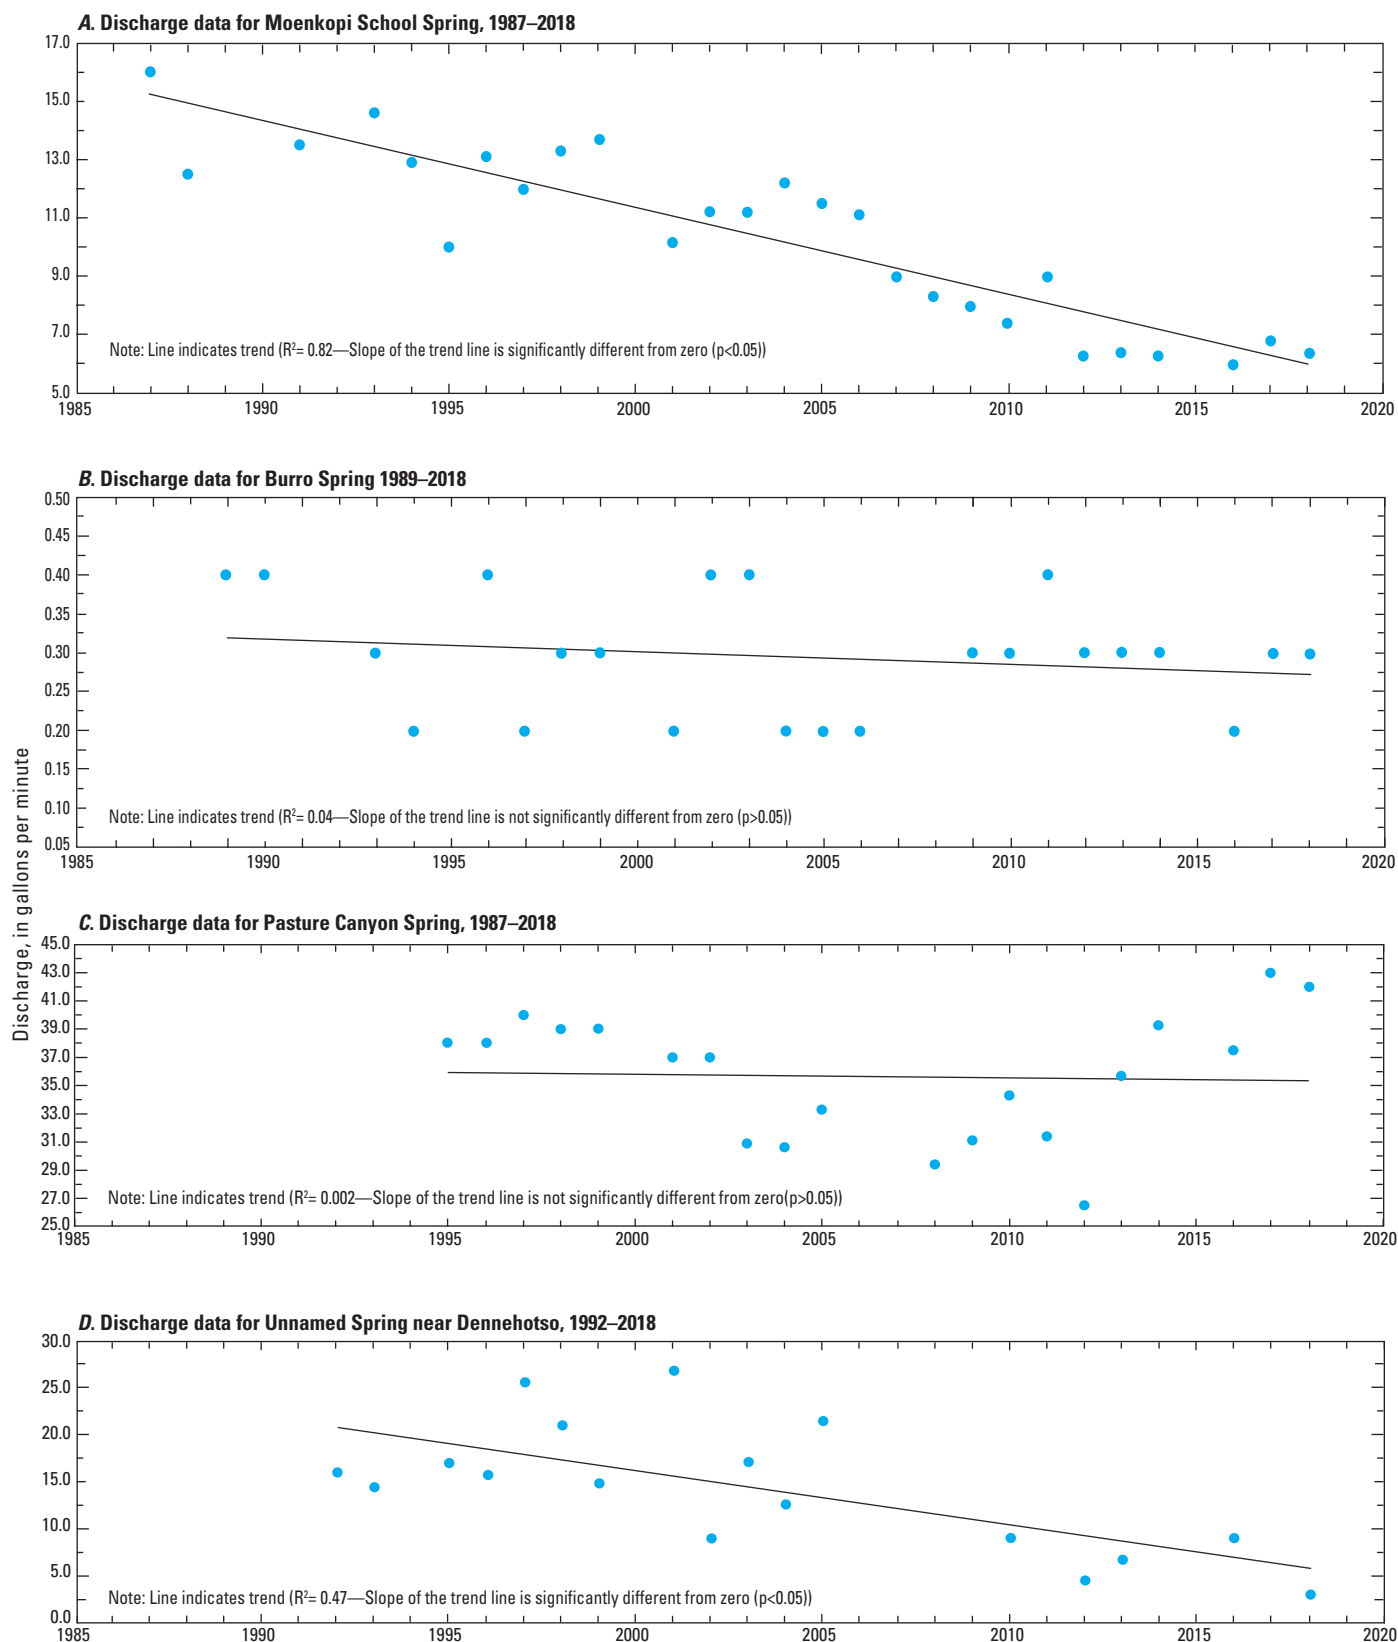 A. Discharge data for Moenkopi School Spring, 1987–2018
17.0
15.0
13.0
11.0
9.0
7.0
5.0
Note: Line indicates trend (R²= 0.82—Slope of the trend line is significantly different from zero (p<0.05))
1985 1990 1995 2000 2005 2010 2015 2020
B. Discharge data for Burro Spring 1989–2018
0.50
0.45
0.40
0.35
0.30
0.25
0.20
0.15
0.10
0.05
Note: Line indicates trend (R²= 0.04—Slope of the trend line is not significantly different from zero (p>0.05))
1985 1990 1995 2000 2005 2010 2015 2020
Discharge, in gallons per minute
C. Discharge data for Pasture Canyon Spring, 1987–2018
45.0
43.0
41.0
39.0
37.0
35.0
33.0
31.0
29.0
27.0
25.0
Note: Line indicates trend (R²= 0.002—Slope of the trend line is not significantly different from zero(p>0.05))
1985 1990 1995 2000 2005 2010 2015 2020
D. Discharge data for Unnamed Spring near Dennehotso, 1992–2018
30.0
25.0
20.0
15.0
10.0
5.0
0.0
Note: Line indicates trend (R²= 0.47—Slope of the trend line is significantly different from zero (p<0.05))
1985 1990 1995 2000 2005 2010 2015 2020